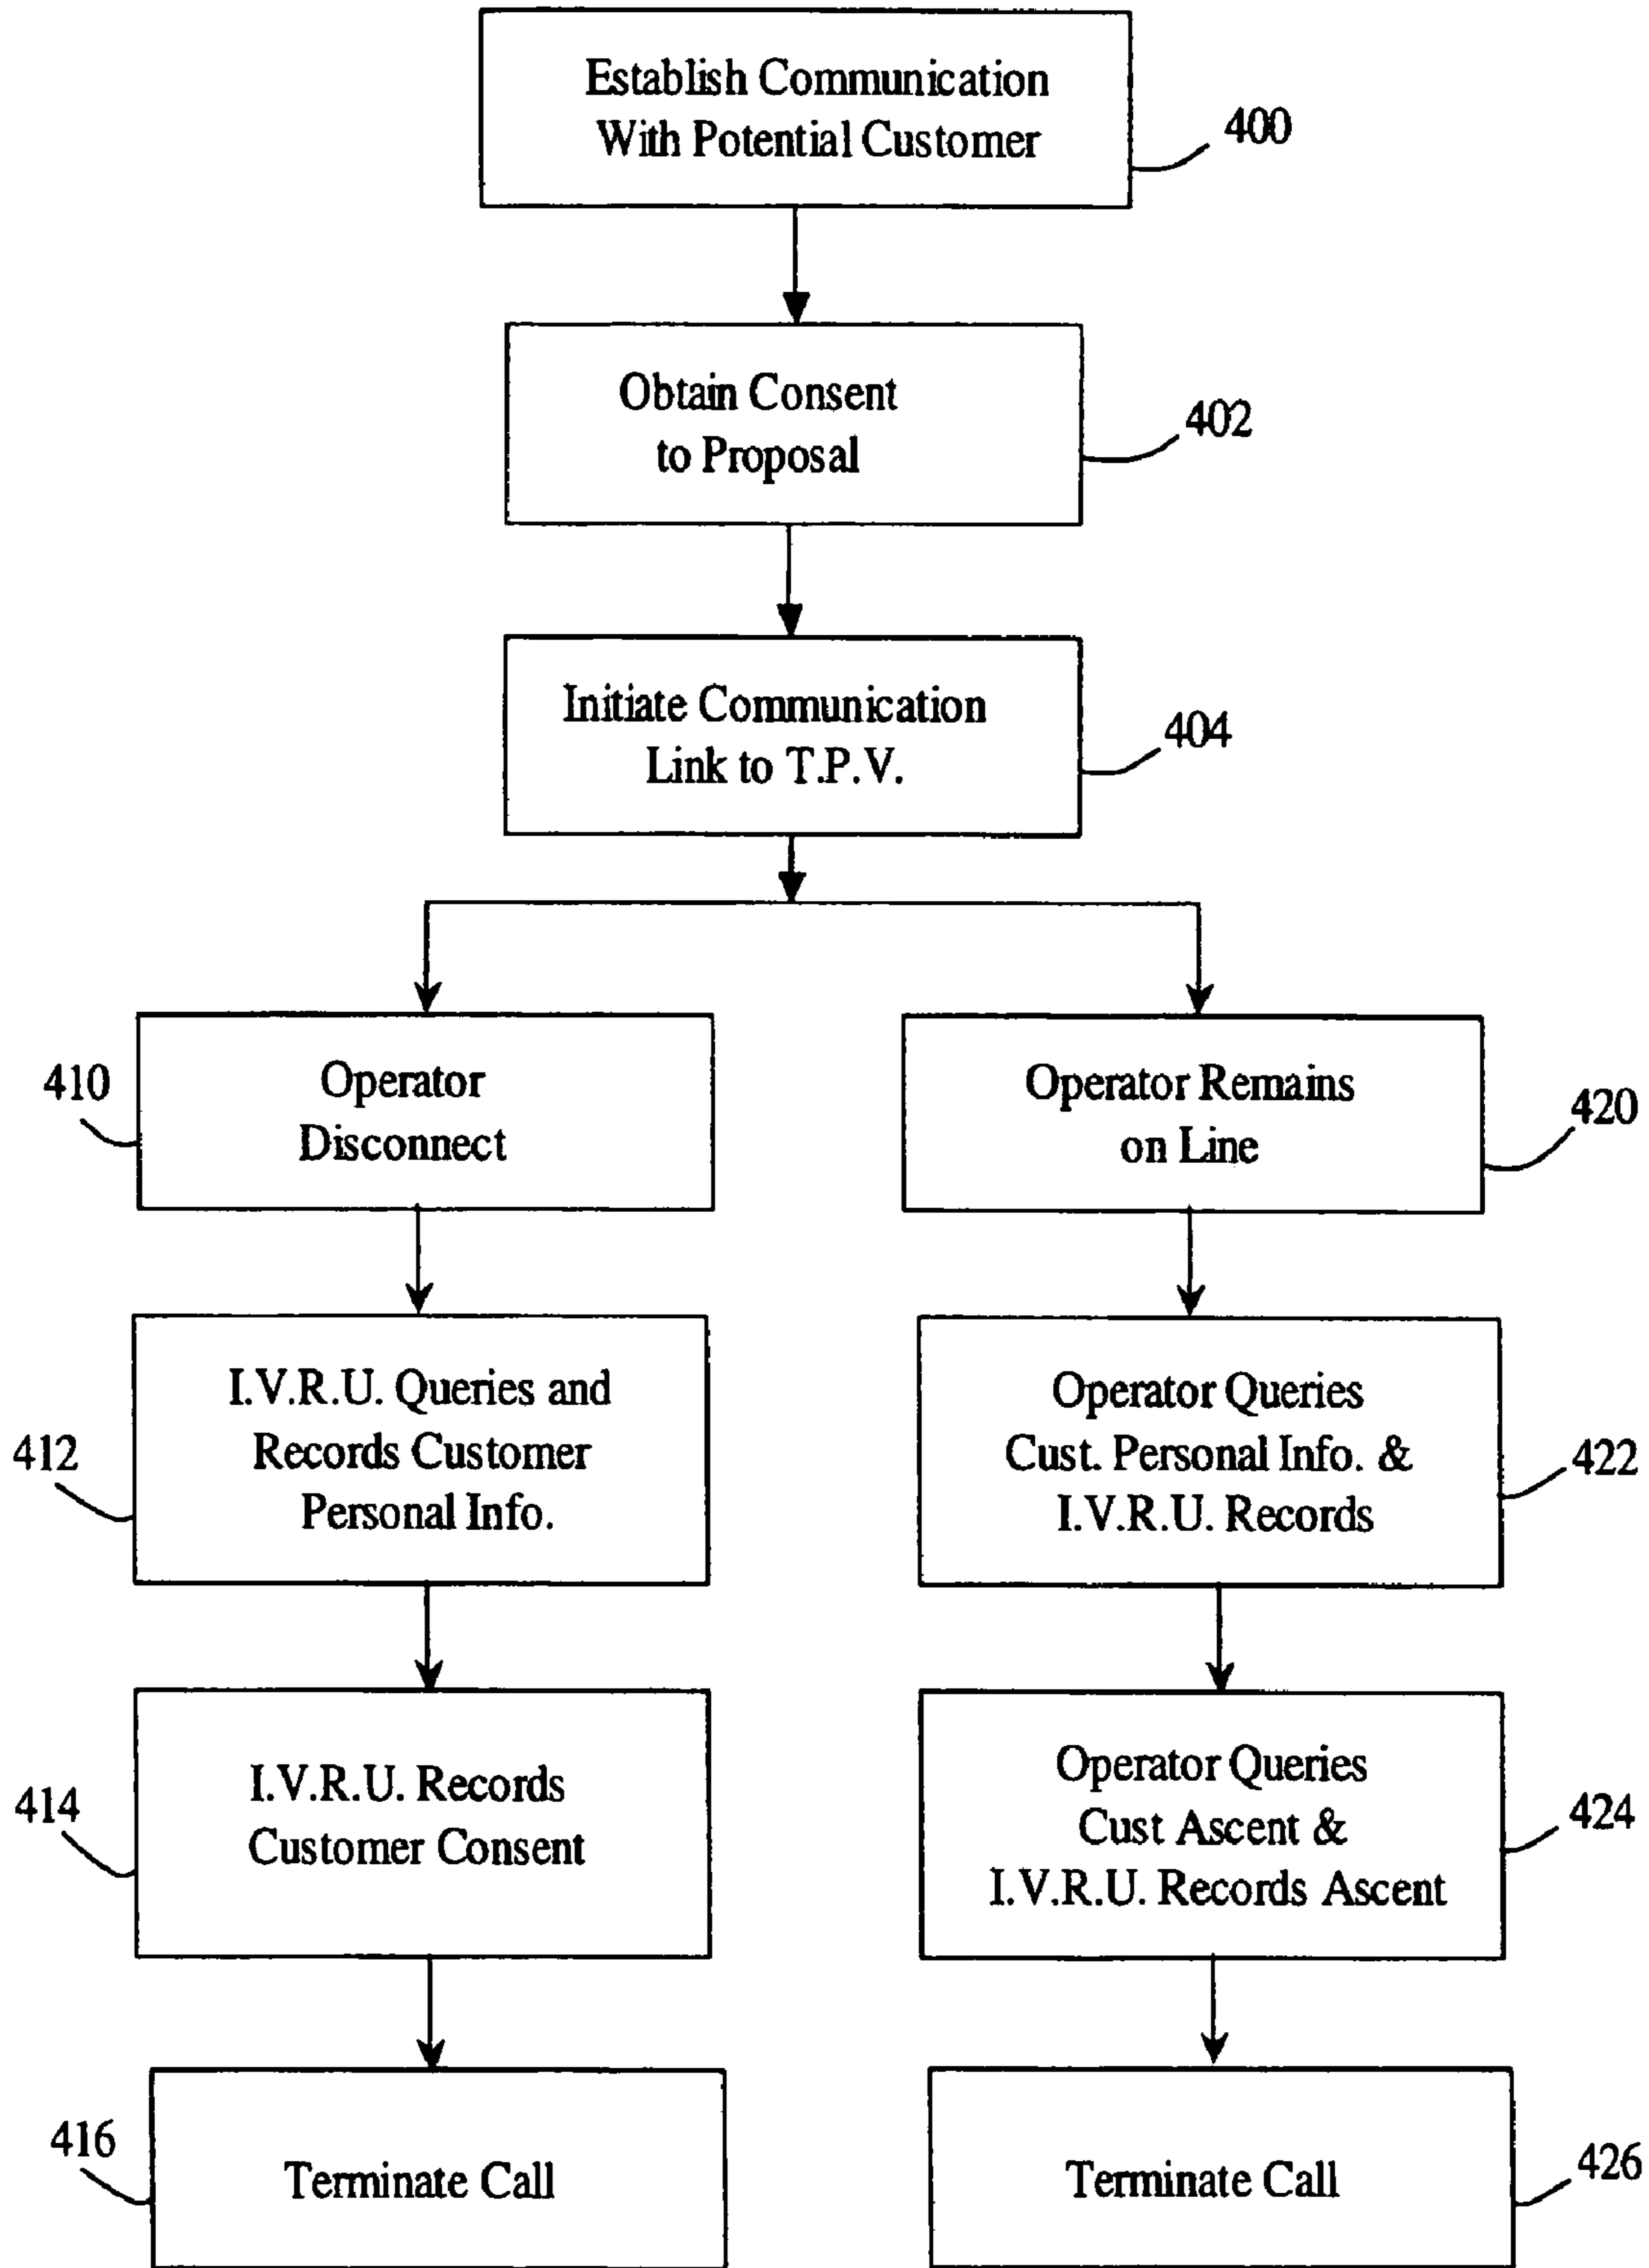 Establish Communication
With Potential Customer
400
Obtain Consent
to Proposal
402
Initiate Communication
Link to T.P.V.
404
Operator
Disconnect
410
I.V.R.U. Queries and
Records Customer
Personal Info.
412
I.V.R.U. Records
Customer Consent
414
Terminate Call
416
Operator Remains
on Line
420
Operator Queries
Cust. Personal Info. &
I.V.R.U. Records
422
Operator Queries
Cust Ascent &
I.V.R.U. Records Ascent
424
Terminate Call
426